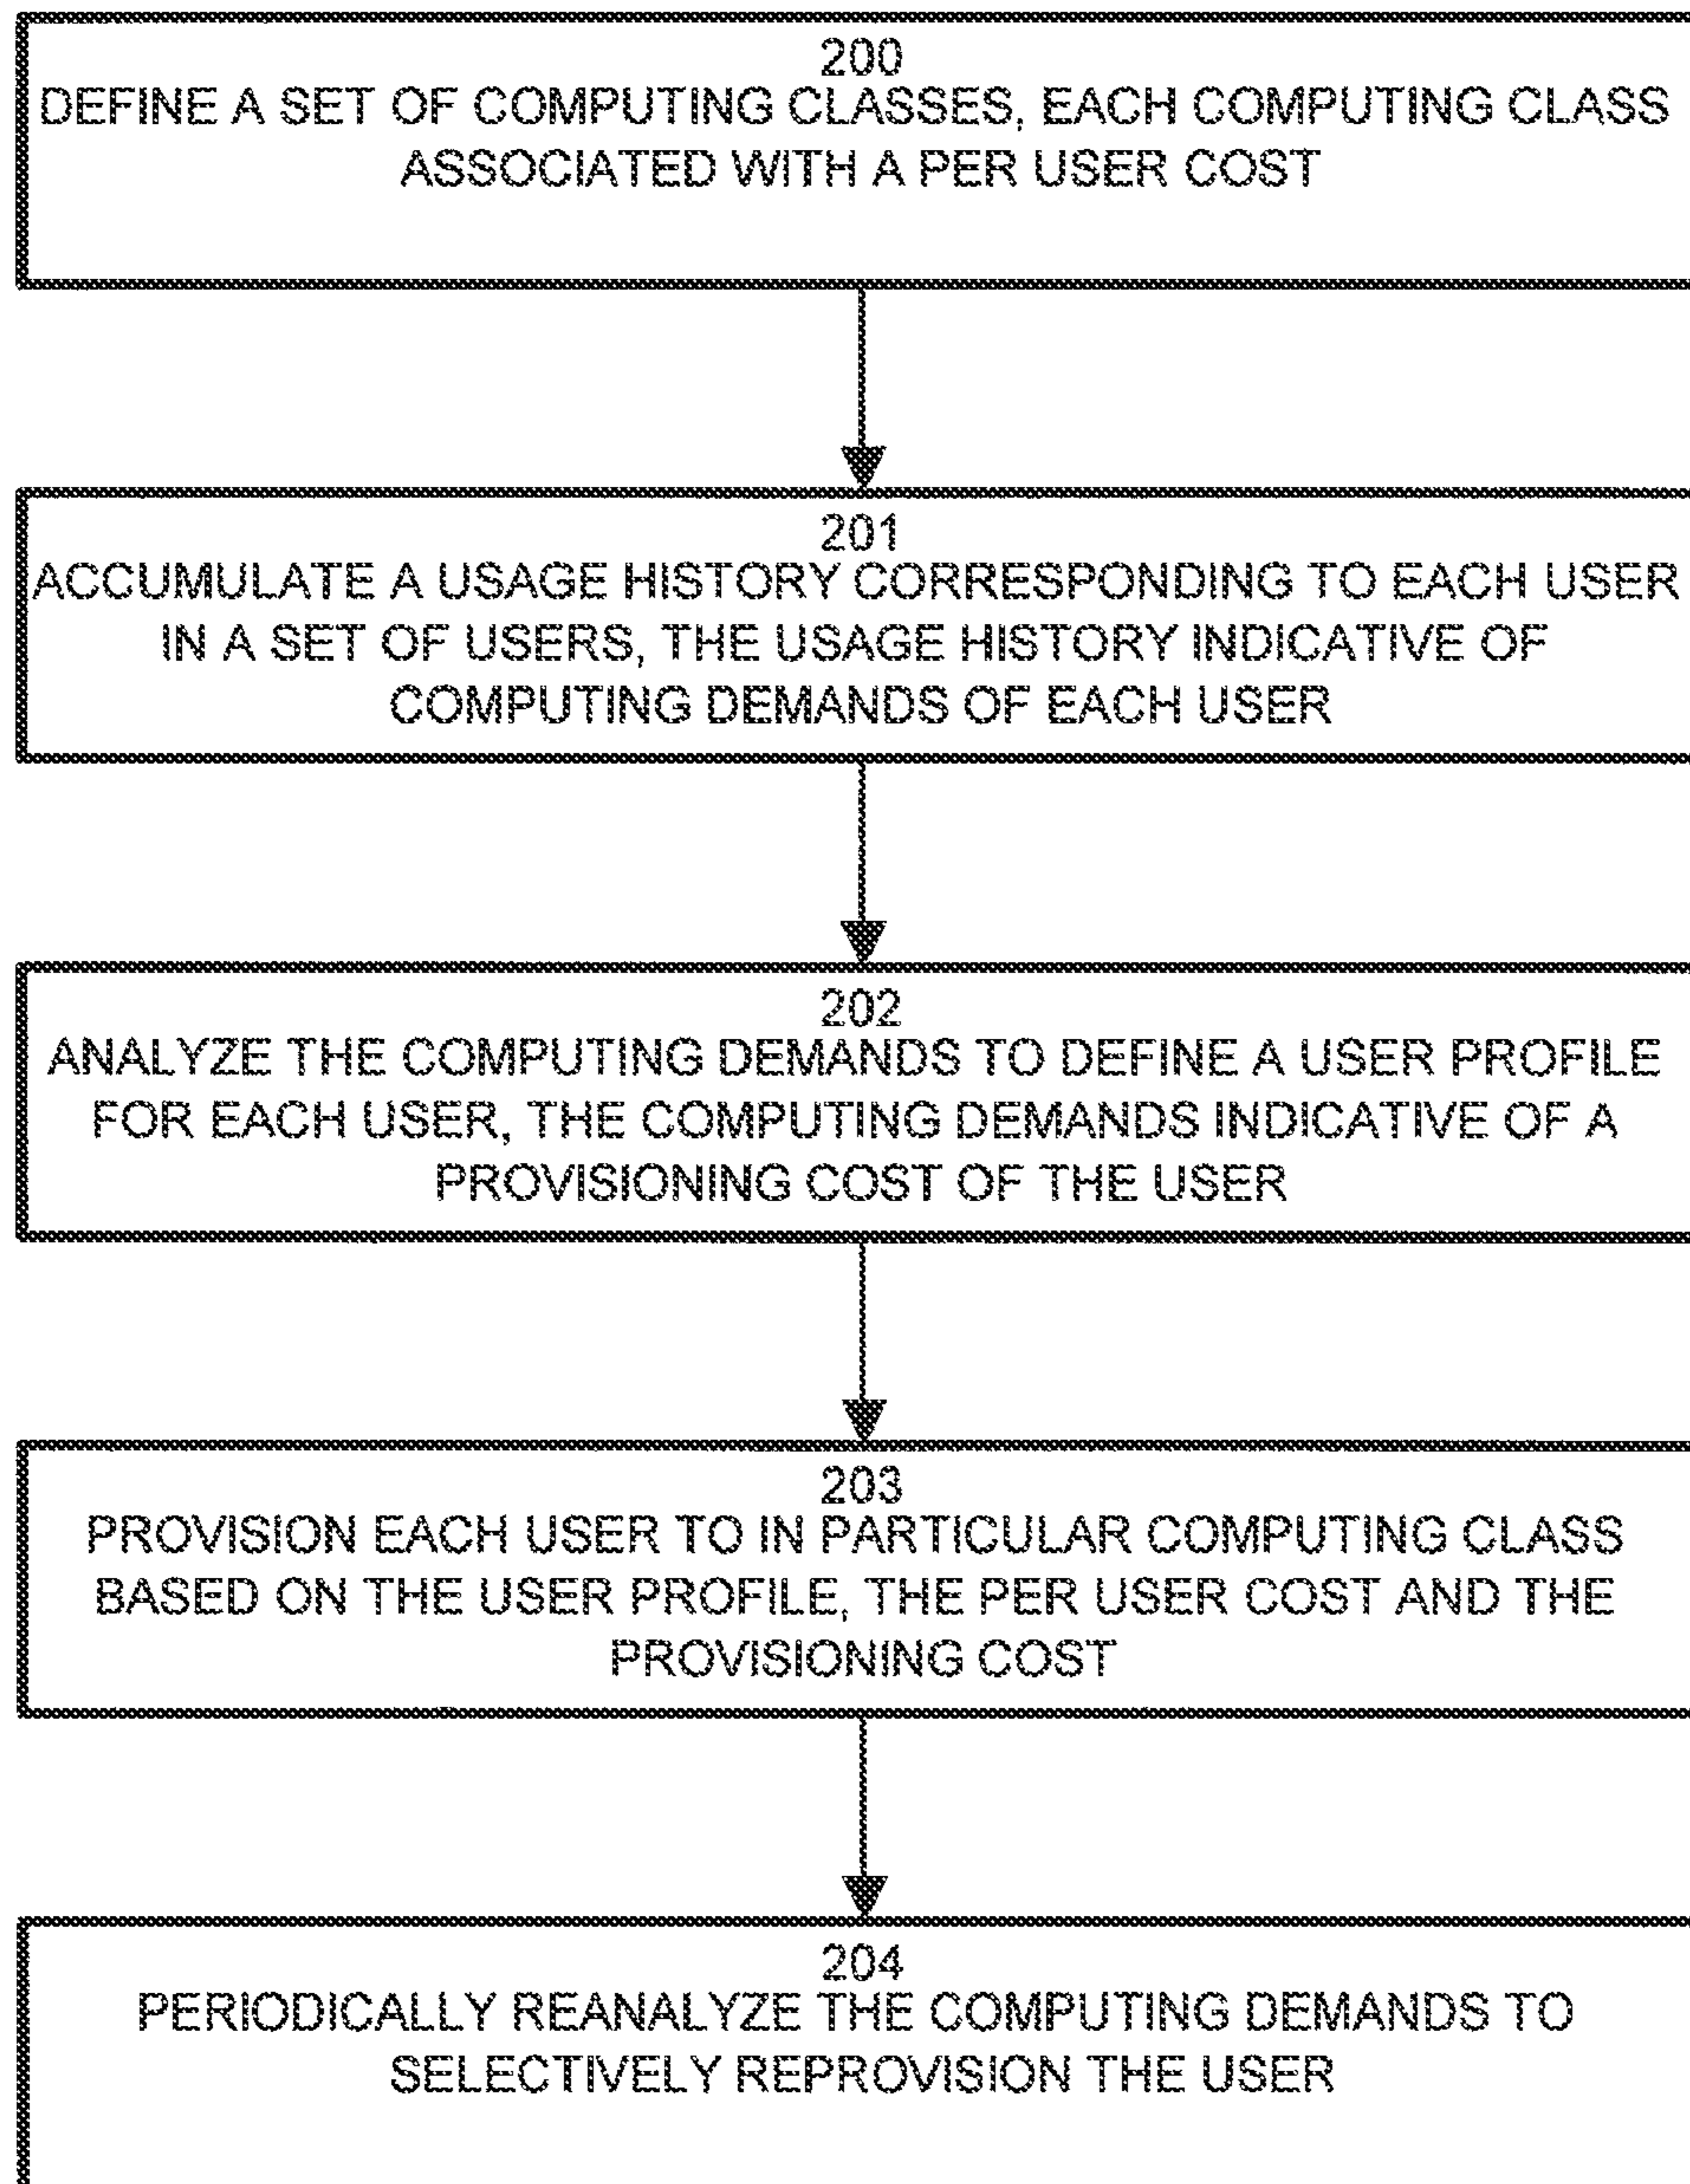 200
DEFINE A SET OF COMPUTING CLASSES, EACH COMPUTING CLASS
ASSOCIATED WITH A PER USER COST
201
ACCUMULATE A USAGE HISTORY CORRESPONDING TO EACH USER
IN A SET OF USERS, THE USAGE HISTORY INDICATIVE OF
COMPUTING DEMANDS OF EACH USER
202
ANALYZE THE COMPUTING DEMANDS TO DEFINE A USER PROFILE
FOR EACH USER, THE COMPUTING DEMANDS INDICATIVE OF A
PROVISIONING COST OF THE USER
203
PROVISION EACH USER TO IN PARTICULAR COMPUTING CLASS
BASED ON THE USER PROFILE, THE PER USER COST AND THE
PROVISIONING COST
204
PERIODICALLY REANALYZE THE COMPUTING DEMANDS TO
SELECTIVELY REPROVISION THE USER